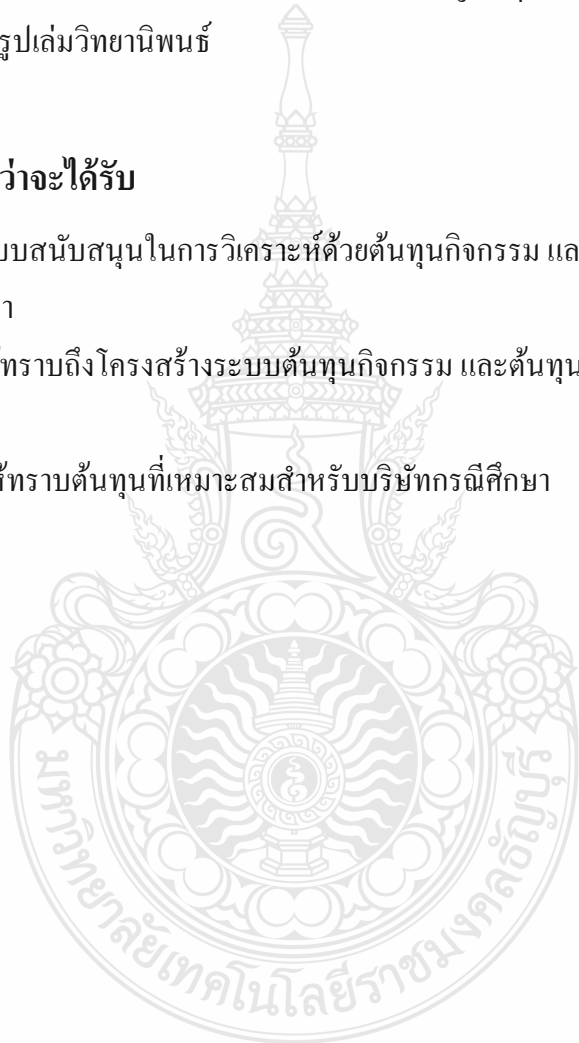 รูปเล่มวิทยานิพนธ์
ว่าจะได้รับ
บบสนับสนุนในการวิเคราะห์ด้วยต้นทุนกิจกรรม และ
ทราบถึงโครงสร้างระบบต้นทุนกิจกรรม และต้นทุน
ให้ทราบต้นทุนที่เหมาะสมสำหรับบริษัทกรณีศึกษา
มหาวิทยาลัยเทคโนโลยีราชมงคลธัญบุรี